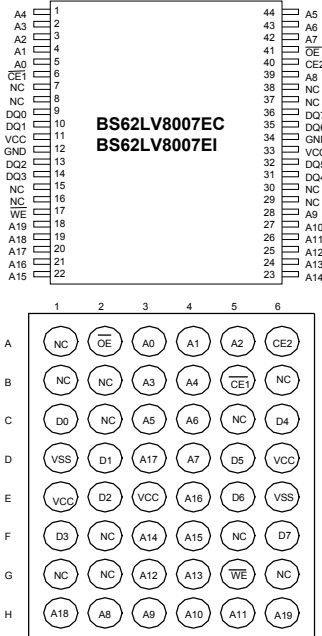 A4 1 44 A5
A3 2 43 A6
A2 3 42 A7
A1 4 41 OE
A0 5 40 CE2
CE1 6 39 A8
NC 7 38 NC
NC 8 37 NC
DQ0 9 36 DQ7
DQ1 10 35 DQ6
VCC 11 34 GND
GND 12 33 VCC
DQ2 13 32 DQ5
DQ3 14 31 DQ4
NC 15 30 NC
NC 16 29 NC
WE 17 28 A9
A19 18 27 A10
A18 19 26 A11
A17 20 25 A12
A16 21 24 A13
A15 22 23 A14
BS62LV8007EC
BS62LV8007EI
1 2 3 4 5 6
A NC OE A0 A1 A2 CE2
B NC NC A3 A4 CE1 NC
C D0 NC A5 A6 NC D4
D VSS D1 A17 A7 D5 VCC
E VCC D2 VCC A16 D6 VSS
F D3 NC A14 A15 NC D7
G NC NC A12 A13 WE NC
H A18 A8 A9 A10 A11 A19